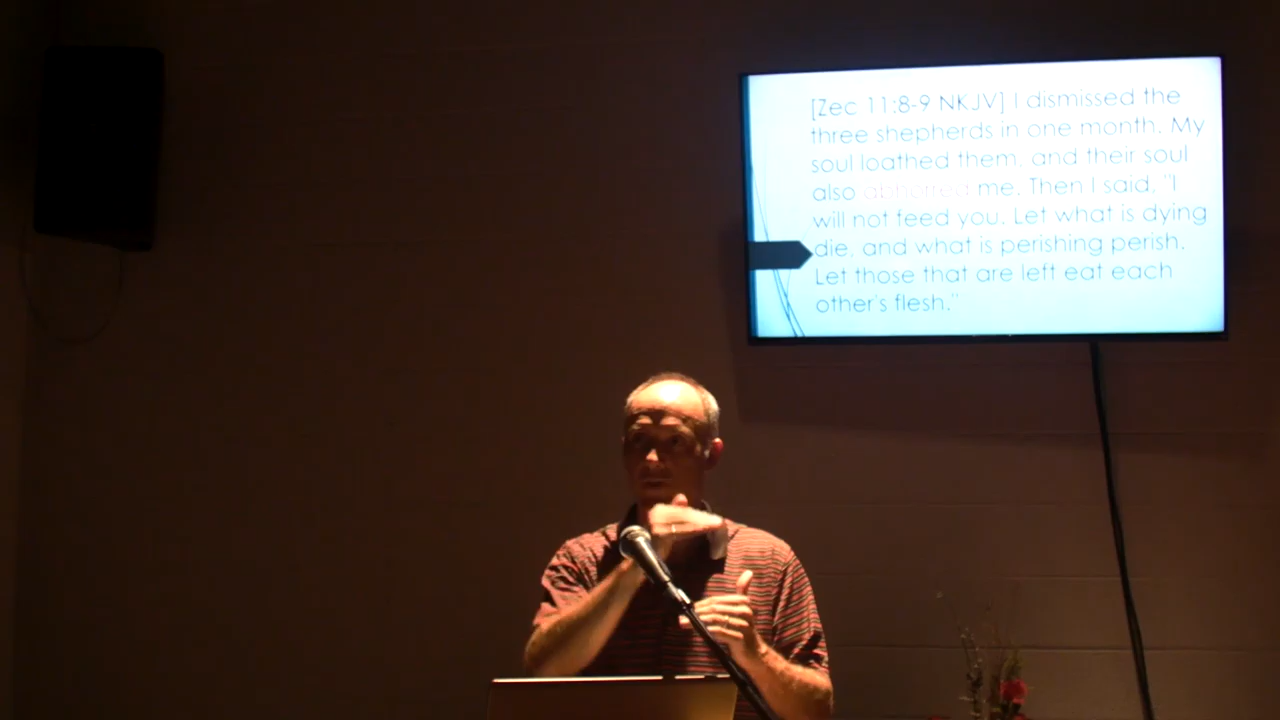 [Zec 11:8-9 NKJV] I dismissed the
three shepherds in one month. My
soul loathed them, and their soul
also abhorred me. Then I said, "I
will not feed you. Let what is dying
die, and what is perishing perish.
Let those that are left eat each
other's flesh."